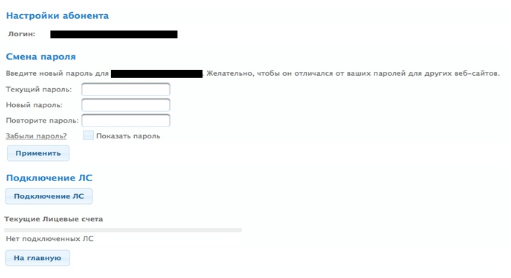 Настройки абонента
Логин:
Смена пароля
Введите новый пароль для . Желательно, чтобы он отличался от ваших паролей для других веб-сайтов.
Текущий пароль:
Новый пароль:
Повторите пароль:
Забыли пароль? Показать пароль
Применить
Подключение ЛС
Подключение ЛС
Текущие Лицевые счета
Нет подключенных ЛС
На главную